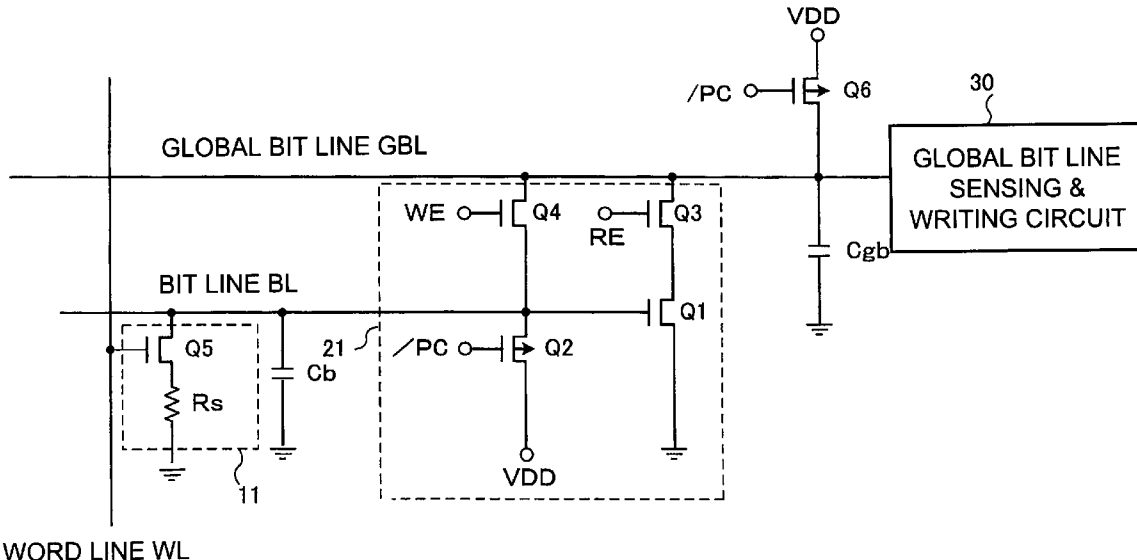 VDD
/PC
Q6
30
GLOBAL BIT LINE GBL
GLOBAL BIT LINE
SENSING &
WRITING CIRCUIT
WE
Q4
RE
Q3
Cgb
BIT LINE BL
Q1
Q5
21
/PC
Q2
Cb
Rs
VDD
11
WORD LINE WL